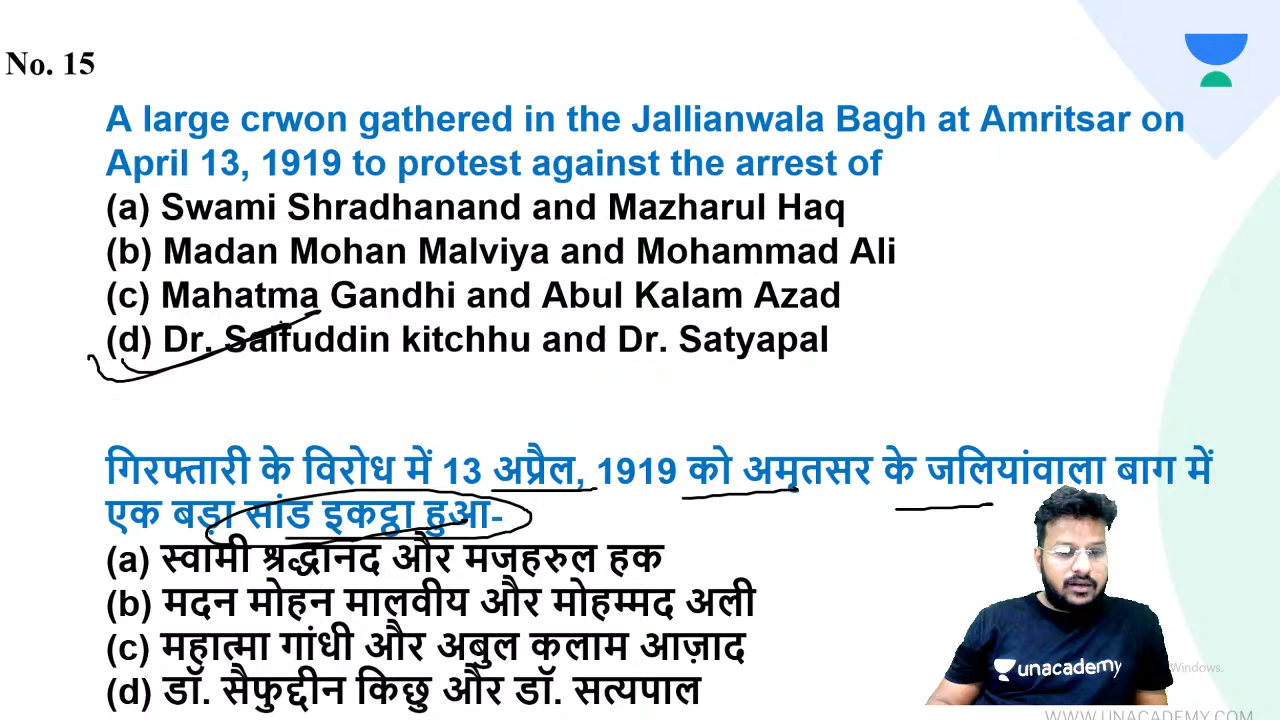 No. 15
A large crwon gathered in the Jallianwala Bagh at Amritsar on
April 13, 1919 to protest against the arrest of
(a) Swami Shradhanand and Mazharul Haq
(b) Madan Mohan Malviya and Mohammad Ali
(c) Mahatma Gandhi and Abul Kalam Azad
(d) Dr. Saifuddin kitchhu and Dr. Satyapal
गिरफ्तारी के विरोध में 13 अप्रैल, 1919 को अमृतसर के जलियांवाला बाग में
एक बड़ा सांड इकट्ठा हुआ-
(a) स्वामी श्रद्धानंद और मजहरुल हक
(b) मदन मोहन मालवीय और मोहम्मद अली
(c) महात्मा गांधी और अबुल कलाम आज़ाद
(d) डॉ. सैफुद्दीन किछु और डॉ. सत्यपाल
unacademy
Windows.
WWW.UNACADEMY.COM